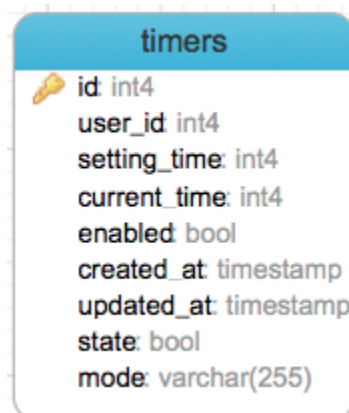 timers
id: int4
user_id: int4
setting_time: int4
current_time: int4
enabled: bool
created_at: timestamp
updated_at: timestamp
state: bool
mode: varchar(255)